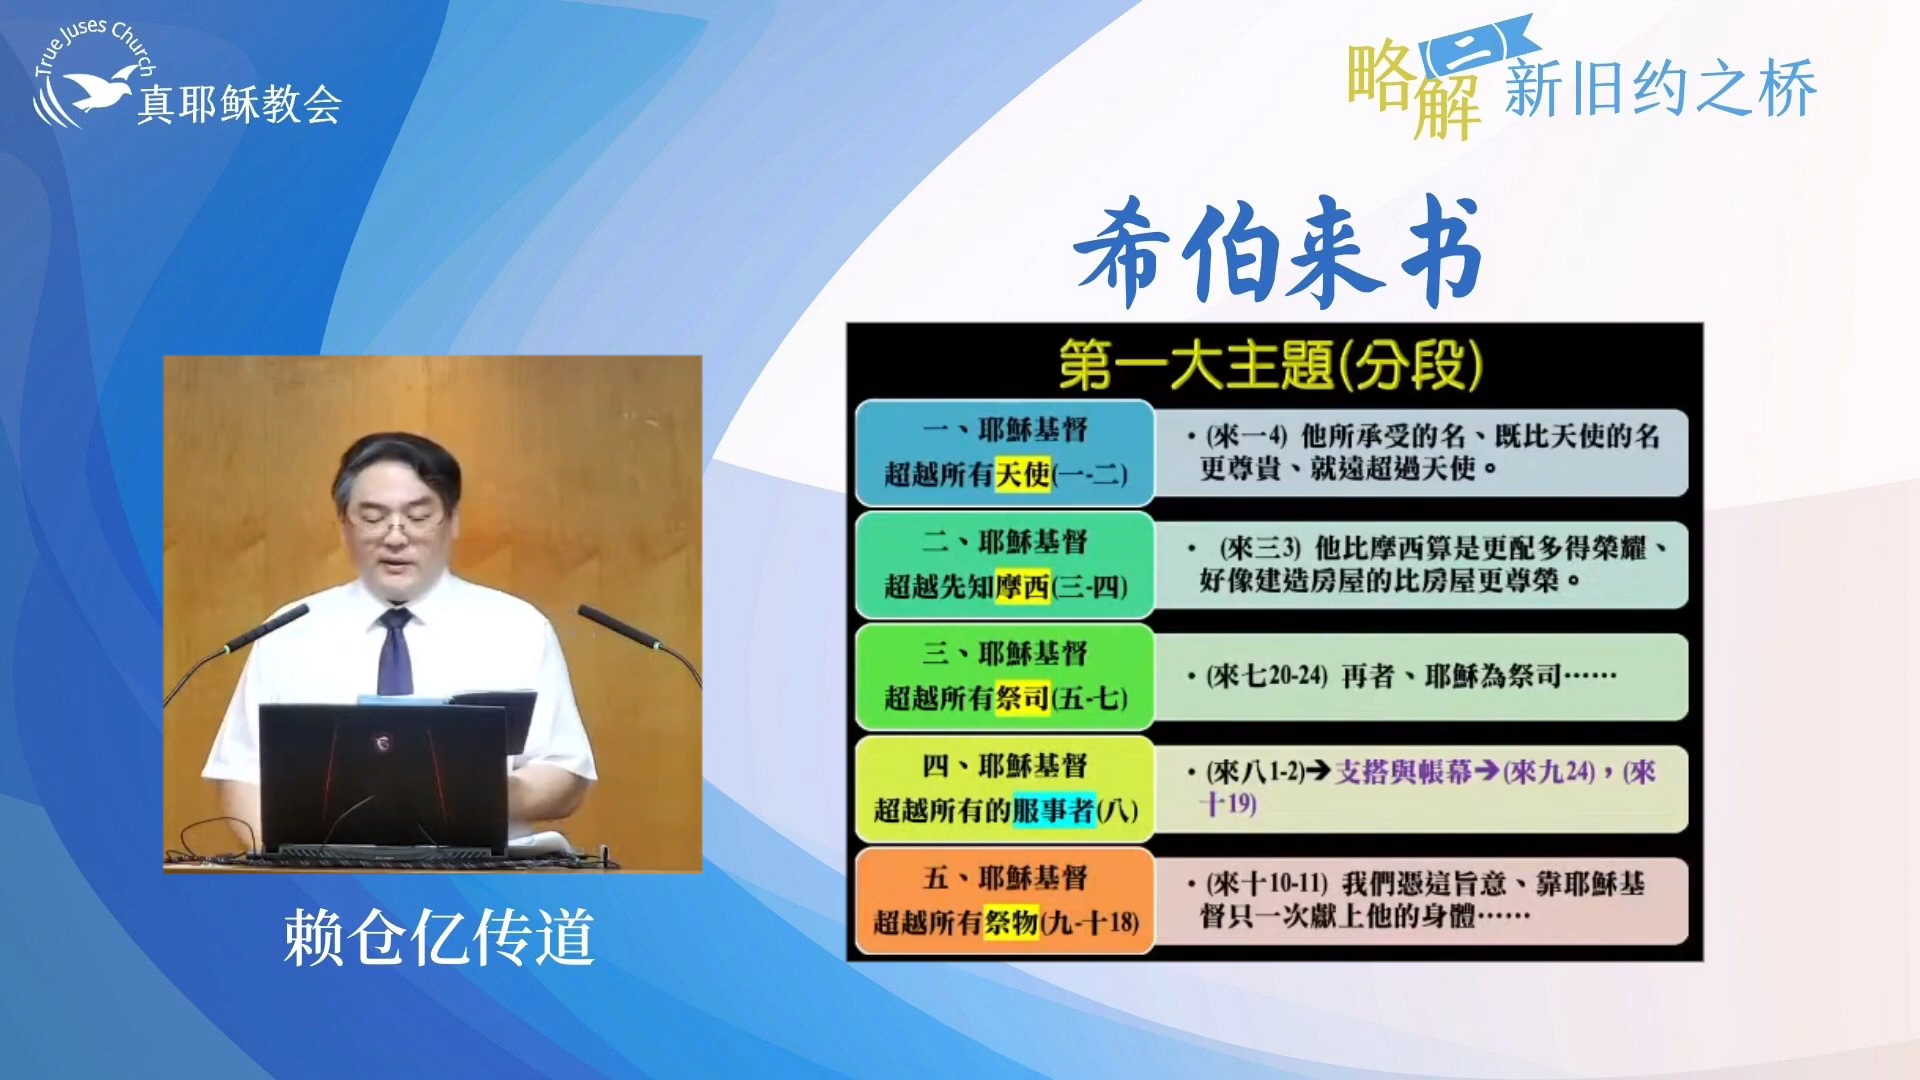 True Juses Church
真耶稣教会
略解
二
新旧约之桥
希伯来书
第一大主題(分段)
一、耶穌基督
超越所有天使(一-二)
•(來一4) 他所承受的名、既比天使的名
更尊貴、就遠超過天使。
二、耶穌基督
超越先知摩西(三-四)
• (來三3) 他比摩西算是更配多得榮耀、
好像建造房屋的比房屋更尊榮。
三、耶穌基督
超越所有祭司(五-七)
•(來七20-24) 再者、耶穌為祭司……
四、耶穌基督
超越所有的服事者(八)
•(來八1-2)➔支搭與帳幕➔(來九24)，(來
十19)
五、耶穌基督
超越所有祭物(九-十18)
•(來十10-11) 我們憑這旨意、靠耶穌基
督只一次獻上他的身體……
赖仓亿传道